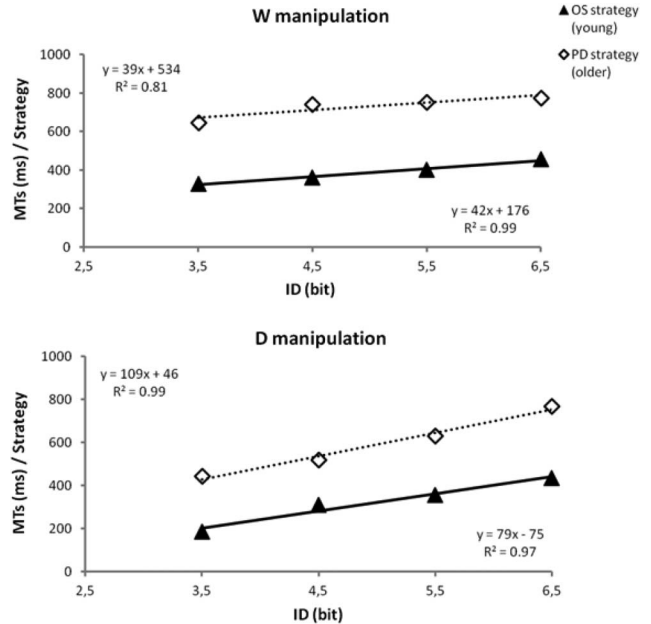 W manipulation
OS strategy
(young)
PD strategy
(older)
y = 39x + 534
R² = 0.81
1000
800
600
400
200
0
MTs (ms) / Strategy
y = 42x + 176
R² = 0.99
2,5
3,5
4,5
5,5
6,5
ID (bit)
D manipulation
y = 109x + 46
R² = 0.99
1000
800
600
400
200
0
MTs (ms) / Strategy
y = 79x - 75
R² = 0.97
2,5
3,5
4,5
5,5
6,5
ID (bit)